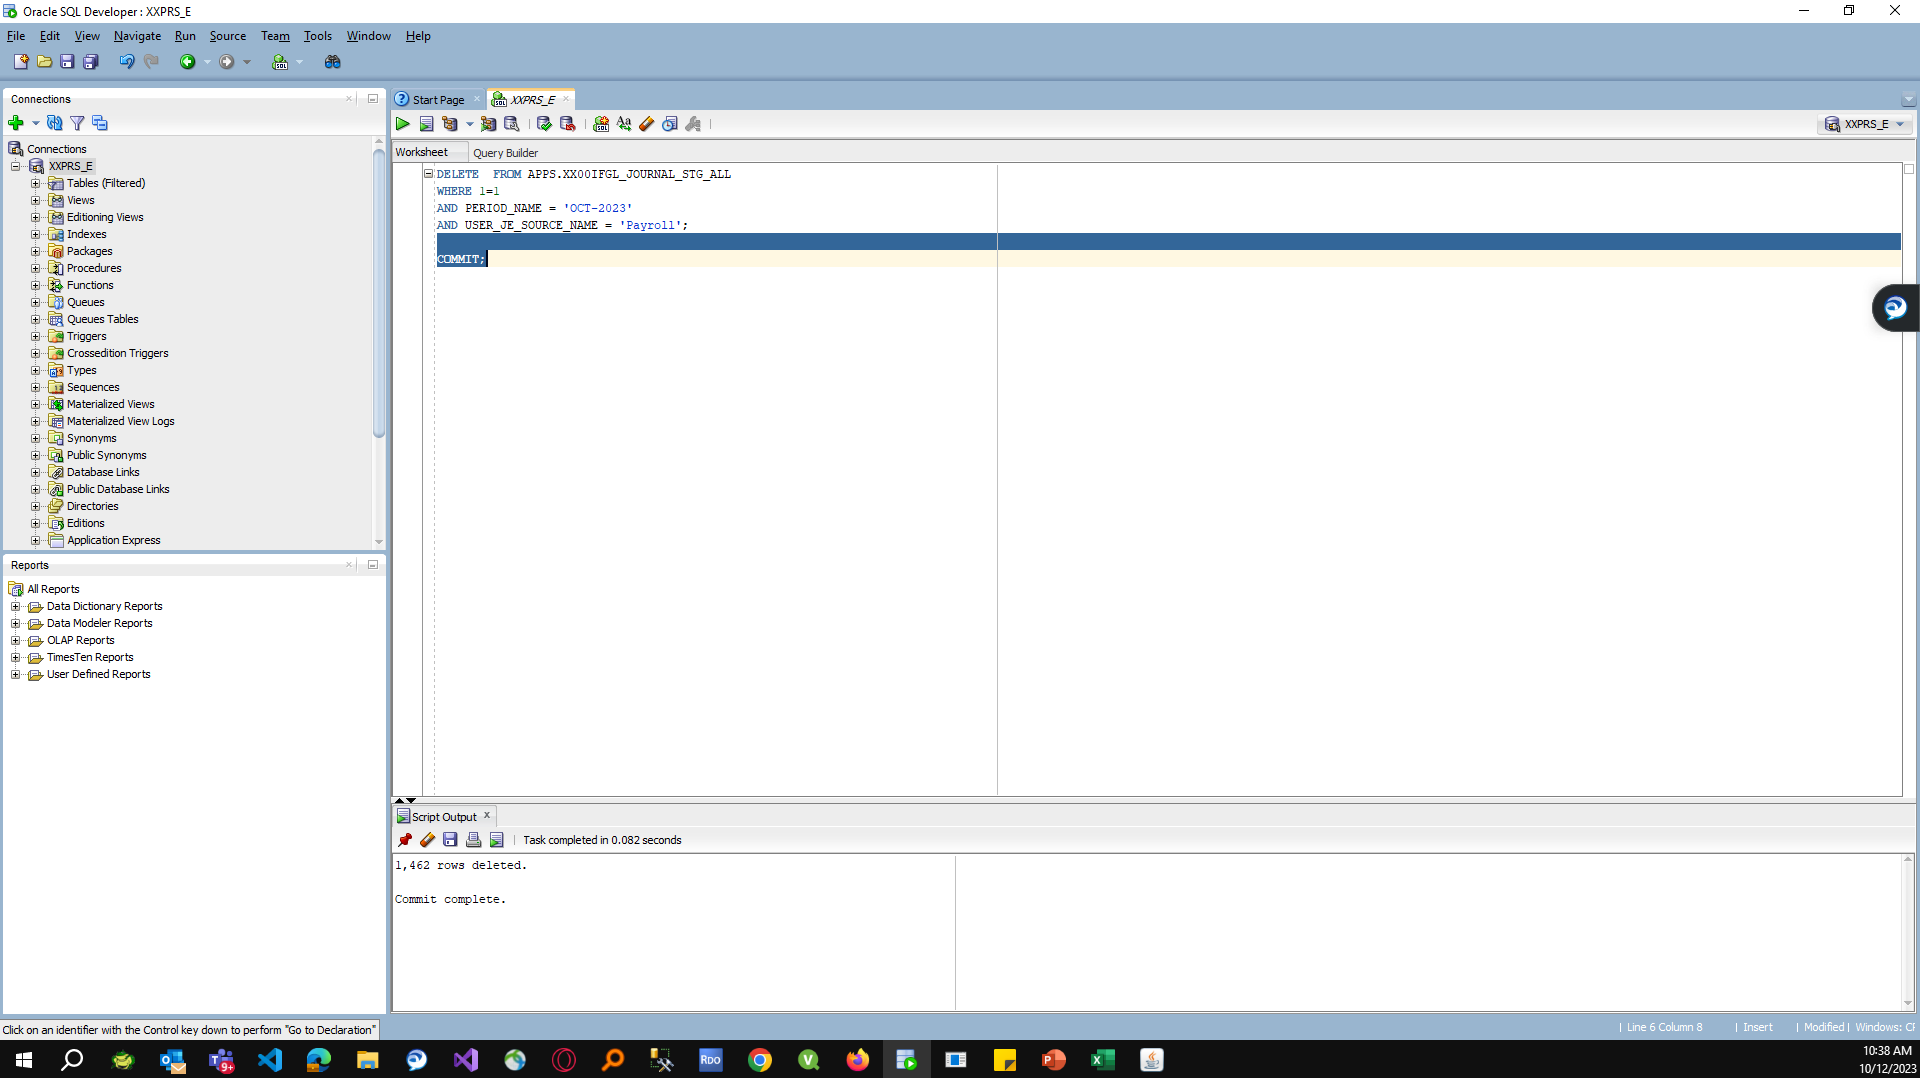 Oracle SQL Developer : XXPRS_E
File Edit View Navigate Run Source Team Tools Window Help
Connections
Connections
XXPRS_E
Tables (Filtered)
Views
Editioning Views
Indexes
Packages
Procedures
Functions
Queues
Queues Tables
Triggers
Crossedition Triggers
Types
Sequences
Materialized Views
Materialized View Logs
Synonyms
Public Synonyms
Database Links
Public Database Links
Directories
Editions
Application Express
Reports
All Reports
Data Dictionary Reports
Data Modeler Reports
OLAP Reports
TimesTen Reports
User Defined Reports
Start Page XXPRS_E
XXPRS_E
Worksheet Query Builder
DELETE  FROM APPS.XX00IFGL_JOURNAL_STG_ALL
WHERE 1=1
AND PERIOD_NAME = 'OCT-2023'
AND USER_JE_SOURCE_NAME = 'Payroll';
COMMIT;
Script Output
Task completed in 0.082 seconds
1,462 rows deleted.
Commit complete.
Click on an identifier with the Control key down to perform "Go to Declaration"
Line 6 Column 8 | Insert | Modified | Windows: CF
9+
RDO
10:38 AM
10/12/2023